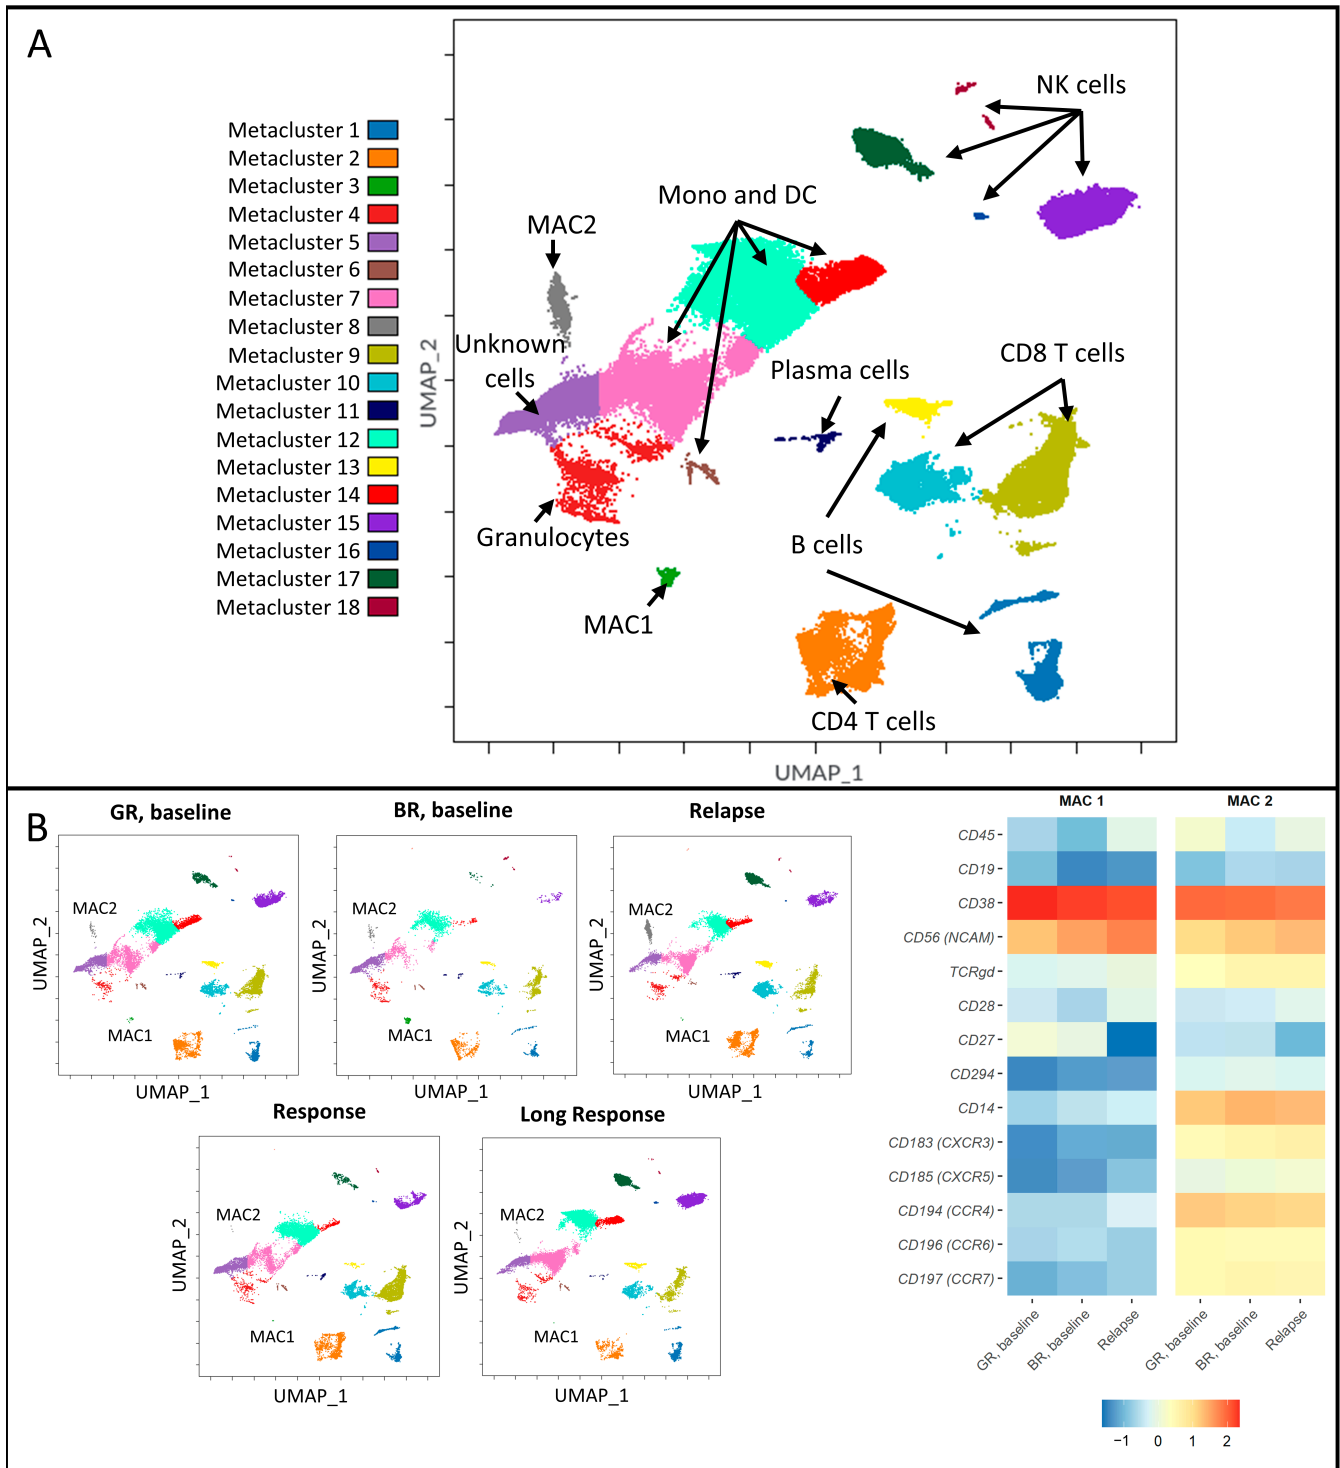 A
Metacluster 1
Metacluster 2
Metacluster 3
Metacluster 4
Metacluster 5
Metacluster 6
Metacluster 7
Metacluster 8
Metacluster 9
Metacluster 10
Metacluster 11
Metacluster 12
Metacluster 13
Metacluster 14
Metacluster 15
Metacluster 16
Metacluster 17
Metacluster 18
NK cells
Mono and DC
MAC2
Unknown
cells
Plasma cells
CD8 T cells
B cells
Granulocytes
MAC1
CD4 T cells
UMAP_2
UMAP_1
B
GR, baseline
MAC2
MAC1
UMAP_2
UMAP_1
BR, baseline
MAC2
MAC1
UMAP_2
UMAP_1
Relapse
MAC2
MAC1
UMAP_2
UMAP_1
Response
MAC2
MAC1
UMAP_2
UMAP_1
Long Response
MAC2
MAC1
UMAP_2
UMAP_1
MAC 1
MAC 2
CD45
CD19
CD38
CD56 (NCAM)
TCRgd
CD28
CD27
CD294
CD14
CD183 (CXCR3)
CD185 (CXCR5)
CD194 (CCR4)
CD196 (CCR6)
CD197 (CCR7)
GR, baseline
BR, baseline
Relapse
GR, baseline
BR, baseline
Relapse
−1 0 1 2